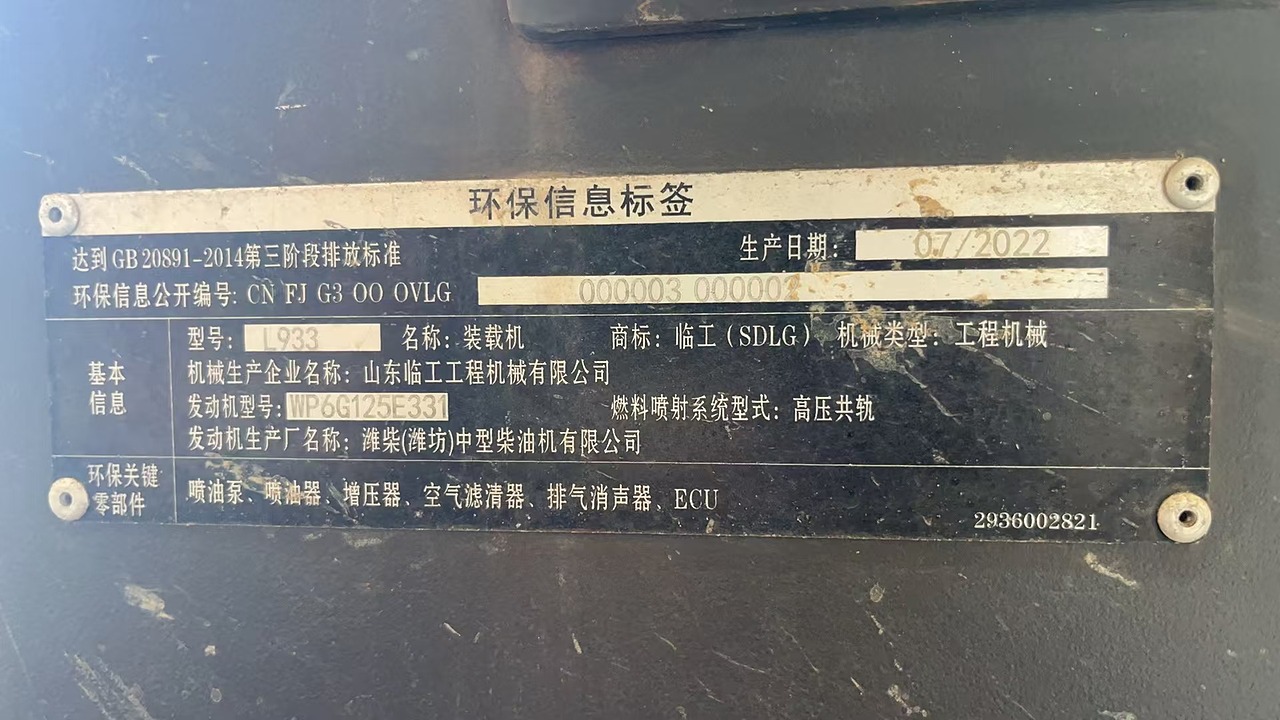 环保信息标签
达到GB 20891-2014第三阶段排放标准 生产日期: 07/2022
环保信息公开编号: CN FJ G3 OO OVLG 000003 000002
基本信息
型号: L933 名称: 装载机 商标: 临工(SDLG) 机械类型: 工程机械
机械生产企业名称: 山东临工工程机械有限公司
发动机型号: WP6G125E331 燃料喷射系统型式: 高压共轨
发动机生产厂名称: 潍柴(潍坊)中型柴油机有限公司
环保关键零部件
喷油泵、喷油器、增压器、空气滤清器、排气消声器、ECU
2936002821